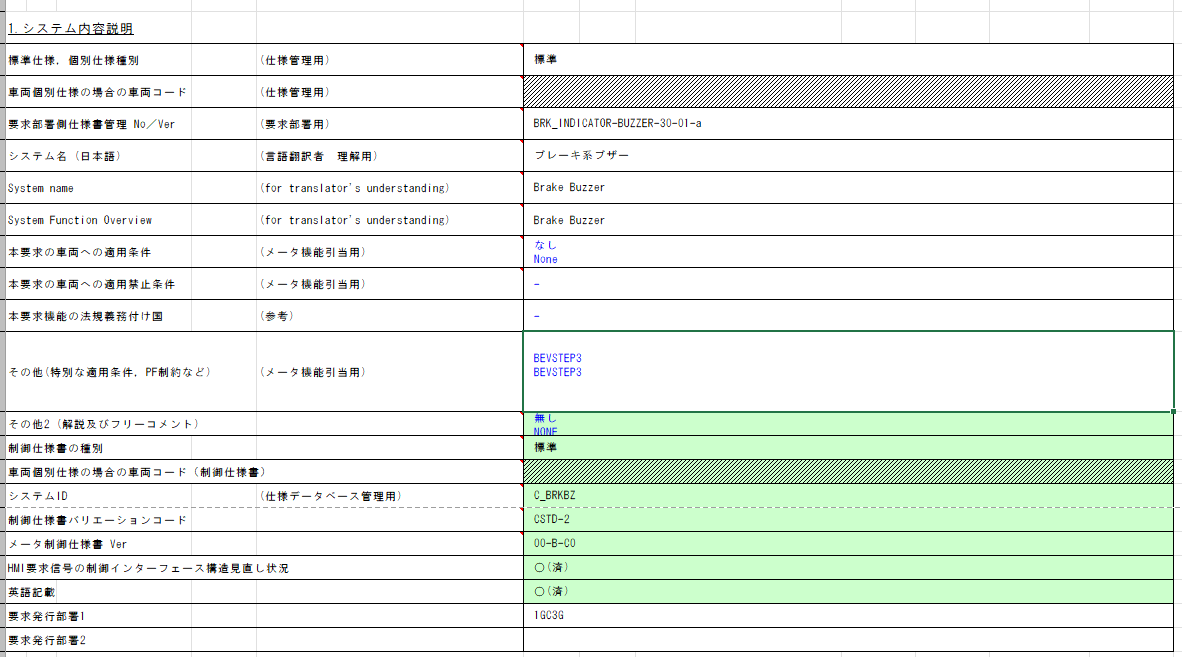 1. システム内容説明
標準仕様, 個別仕様種別 (仕様管理用) 標準
車両個別仕様の場合の車両コード (仕様管理用)
要求部署側仕様書管理 No／Ver (要求部署用) BRK_INDICATOR-BUZZER-30-01-a
システム名 (日本語) (言語翻訳者　理解用) ブレーキ系ブザー
System name (for translator's understanding) Brake Buzzer
System Function Overview (for translator's understanding) Brake Buzzer
本要求の車両への適用条件 (メータ機能引当用) なし
None
本要求の車両への適用禁止条件 (メータ機能引当用) -
本要求機能の法規義務付け国 (参考) -
その他(特別な適用条件, PF制約など) (メータ機能引当用) BEVSTEP3
BEVSTEP3
その他2 (解説及びフリーコメント) 無し
NONE
制御仕様書の種別 標準
車両個別仕様の場合の車両コード (制御仕様書)
システムID (仕様データベース管理用) C_BRKBZ
制御仕様書バリエーションコード CSTD-2
メータ制御仕様書 Ver 00-B-C0
HMI要求信号の制御インターフェース構造見直し状況 ○(済)
英語記載 ○(済)
要求発行部署1 1GC3G
要求発行部署2